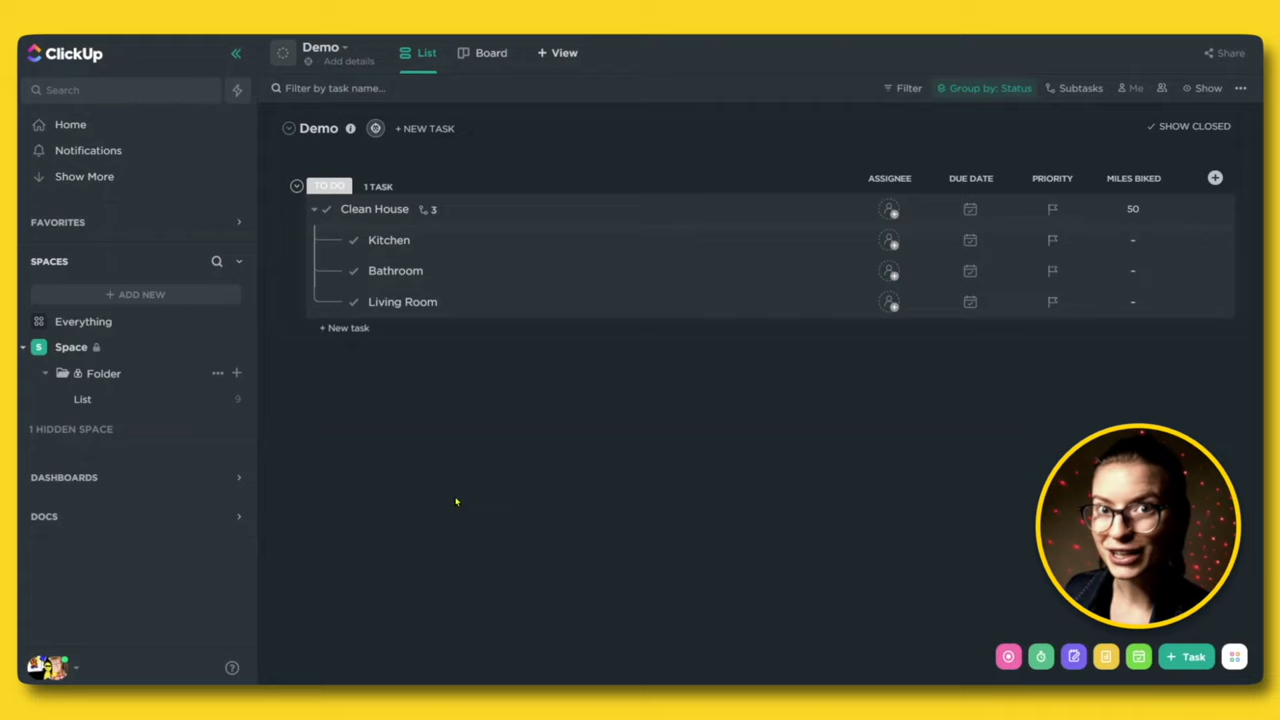 ClickUp
Search
Home
Notifications
Show More
FAVORITES
SPACES
+ ADD NEW
Everything
S Space
Folder
List 9
1 HIDDEN SPACE
DASHBOARDS
DOCS
Demo
Add details
List
Board
+ View
Share
Filter by task name...
Filter
Group by: Status
Subtasks
Me
Show
Demo
+ NEW TASK
SHOW CLOSED
TO DO
1 TASK
ASSIGNEE DUE DATE PRIORITY MILES BIKED
Clean House 3 50
Kitchen -
Bathroom -
Living Room -
+ New task
+ Task